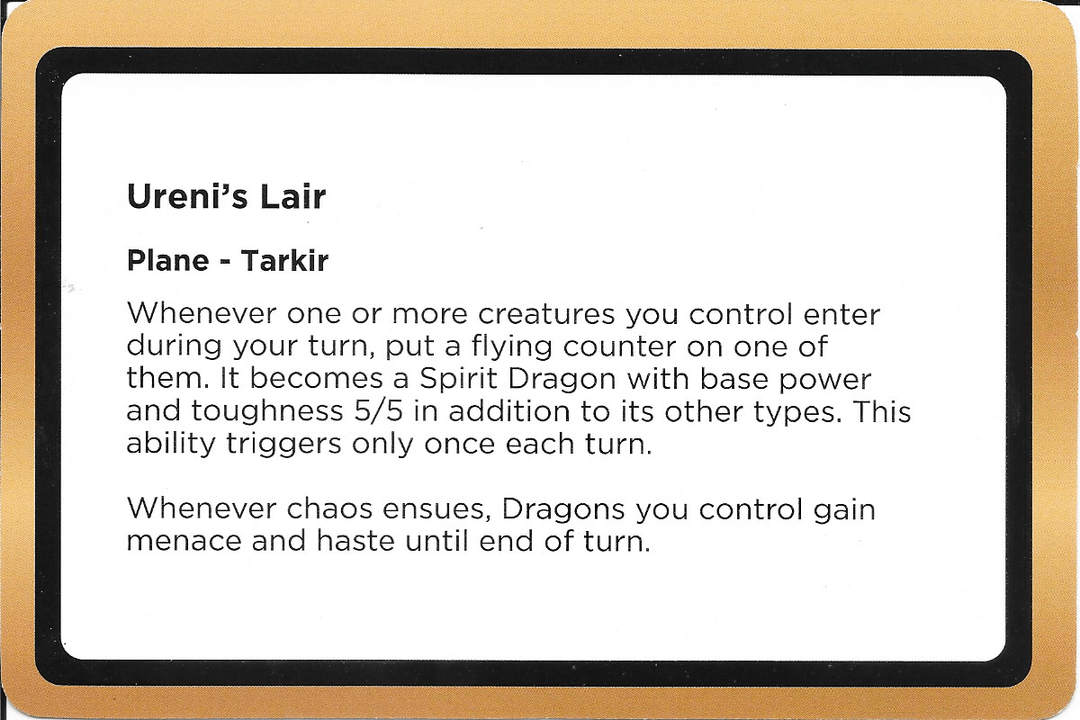 Ureni's Lair
Plane - Tarkir
Whenever one or more creatures you control enter
during your turn, put a flying counter on one of
them. It becomes a Spirit Dragon with base power
and toughness 5/5 in addition to its other types. This
ability triggers only once each turn.
Whenever chaos ensues, Dragons you control gain
menace and haste until end of turn.